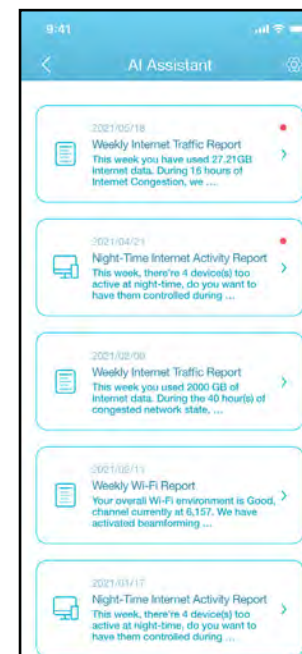 9:41
AI Assistant
2021/05/18
Weekly Internet Traffic Report
This week you have used 27.21GB
Internet data. During 16 hours of
Internet Congestion, we ...
2021/04/21
Night-Time Internet Activity Report
This week, there're 4 device(s) too
active at night-time, do you want to
have them controlled during ...
2021/02/09
Weekly Internet Traffic Report
This week you used 2000 GB of
Internet data. During the 40 hour(s) of
congested network state, ...
2021/02/11
Weekly Wi-Fi Report
Your overall Wi-Fi environment is Good,
channel currently at 6,157. We have
activated beamforming ...
2021/01/17
Night-Time Internet Activity Report
This week, there're 4 device(s) too
active at night-time, do you want to
have them controlled during ...